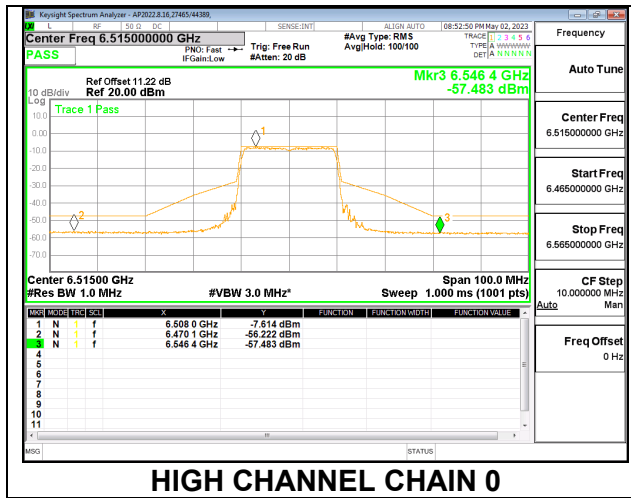 Keysight Spectrum Analyzer - AP2022.8.16,27465/44389,
L RF 50 Ω DC SENSE:INT ALIGN AUTO 08:52:50 PM May 02, 2023
Center Freq 6.515000000 GHz #Avg Type: RMS TRACE 1 2 3 4 5 6
PASS PNO: Fast Trig: Free Run Avg|Hold: 100/100 TYPE A WWWWW
IFGain:Low #Atten: 20 dB DET A N N N N N
Frequency
Auto Tune
Center Freq
6.515000000 GHz
Start Freq
6.465000000 GHz
Stop Freq
6.565000000 GHz
CF Step
10.000000 MHz
Auto Man
Freq Offset
0 Hz
Mkr3 6.546 4 GHz
Ref Offset 11.22 dB
10 dB/div Ref 20.00 dBm -57.483 dBm
Log
Trace 1 Pass
10.0
0.00
-10.0
-20.0
-30.0
-40.0
-50.0
-60.0
-70.0
1
2
3
Center 6.51500 GHz Span 100.0 MHz
#Res BW 1.0 MHz #VBW 3.0 MHz* Sweep 1.000 ms (1001 pts)
MKR MODE TRC SCL X Y FUNCTION FUNCTION WIDTH FUNCTION VALUE
1 N 1 f 6.508 0 GHz -7.614 dBm
2 N 1 f 6.470 1 GHz -56.222 dBm
3 N 1 f 6.546 4 GHz -57.483 dBm
4
5
6
7
8
9
10
11
MSG STATUS
HIGH CHANNEL CHAIN 0